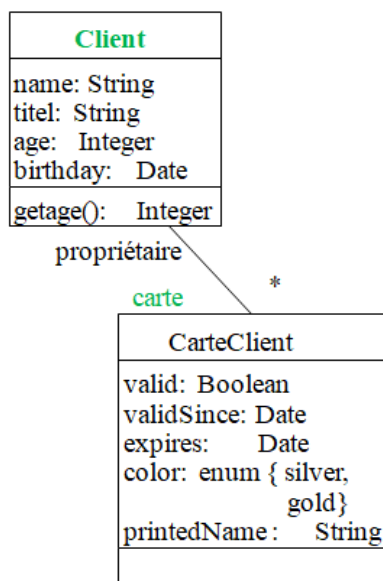 Client
name: String
titel: String
age: Integer
birthday: Date
getage(): Integer
propriétaire
*
carte
CarteClient
valid: Boolean
validSince: Date
expires: Date
color: enum { silver,
gold}
printedName : String